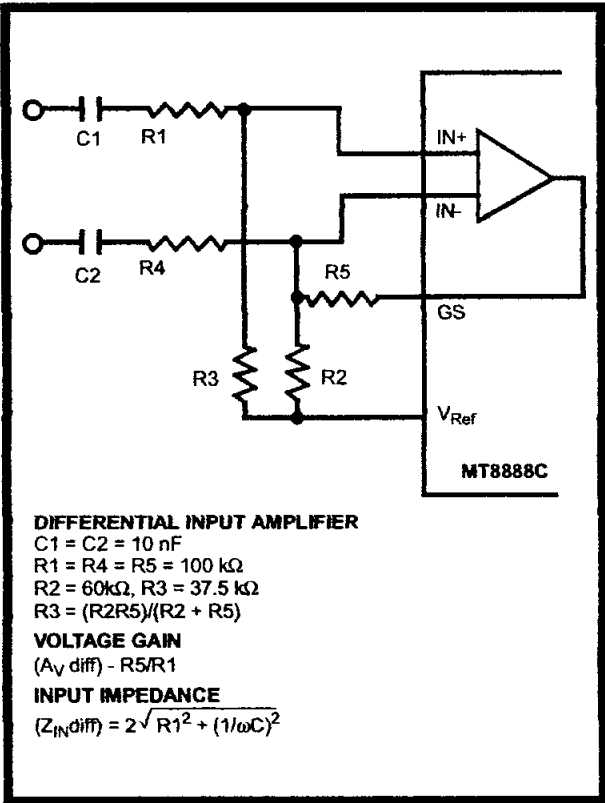 C1
R1
IN+
IN-
C2
R4
R5
GS
R3
R2
VRef
MT8888C
DIFFERENTIAL INPUT AMPLIFIER
C1 = C2 = 10 nF
R1 = R4 = R5 = 100 kΩ
R2 = 60kΩ, R3 = 37.5 kΩ
R3 = (R2R5)/(R2 + R5)
VOLTAGE GAIN
(AV diff) - R5/R1
INPUT IMPEDANCE
(ZINdiff) = 2√R1² + (1/ωC)²